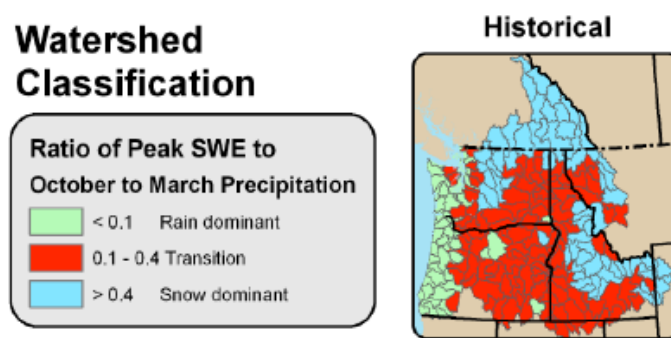 Watershed
Classification
Historical
Ratio of Peak SWE to
October to March Precipitation
< 0.1 Rain dominant
0.1 - 0.4 Transition
> 0.4 Snow dominant